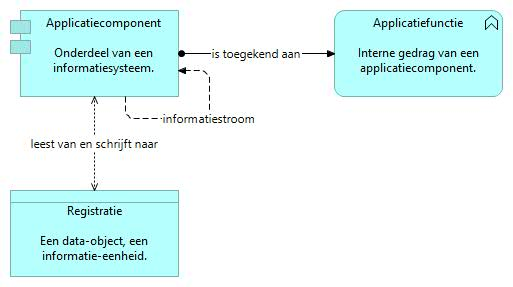 Applicatiecomponent
Onderdeel van een
informatiesysteem.
is toegekend aan
Applicatiefunctie
Interne gedrag van een
applicatiecomponent.
informatiestroom
leest van en schrijft naar
Registratie
Een data-object, een
informatie-eenheid.